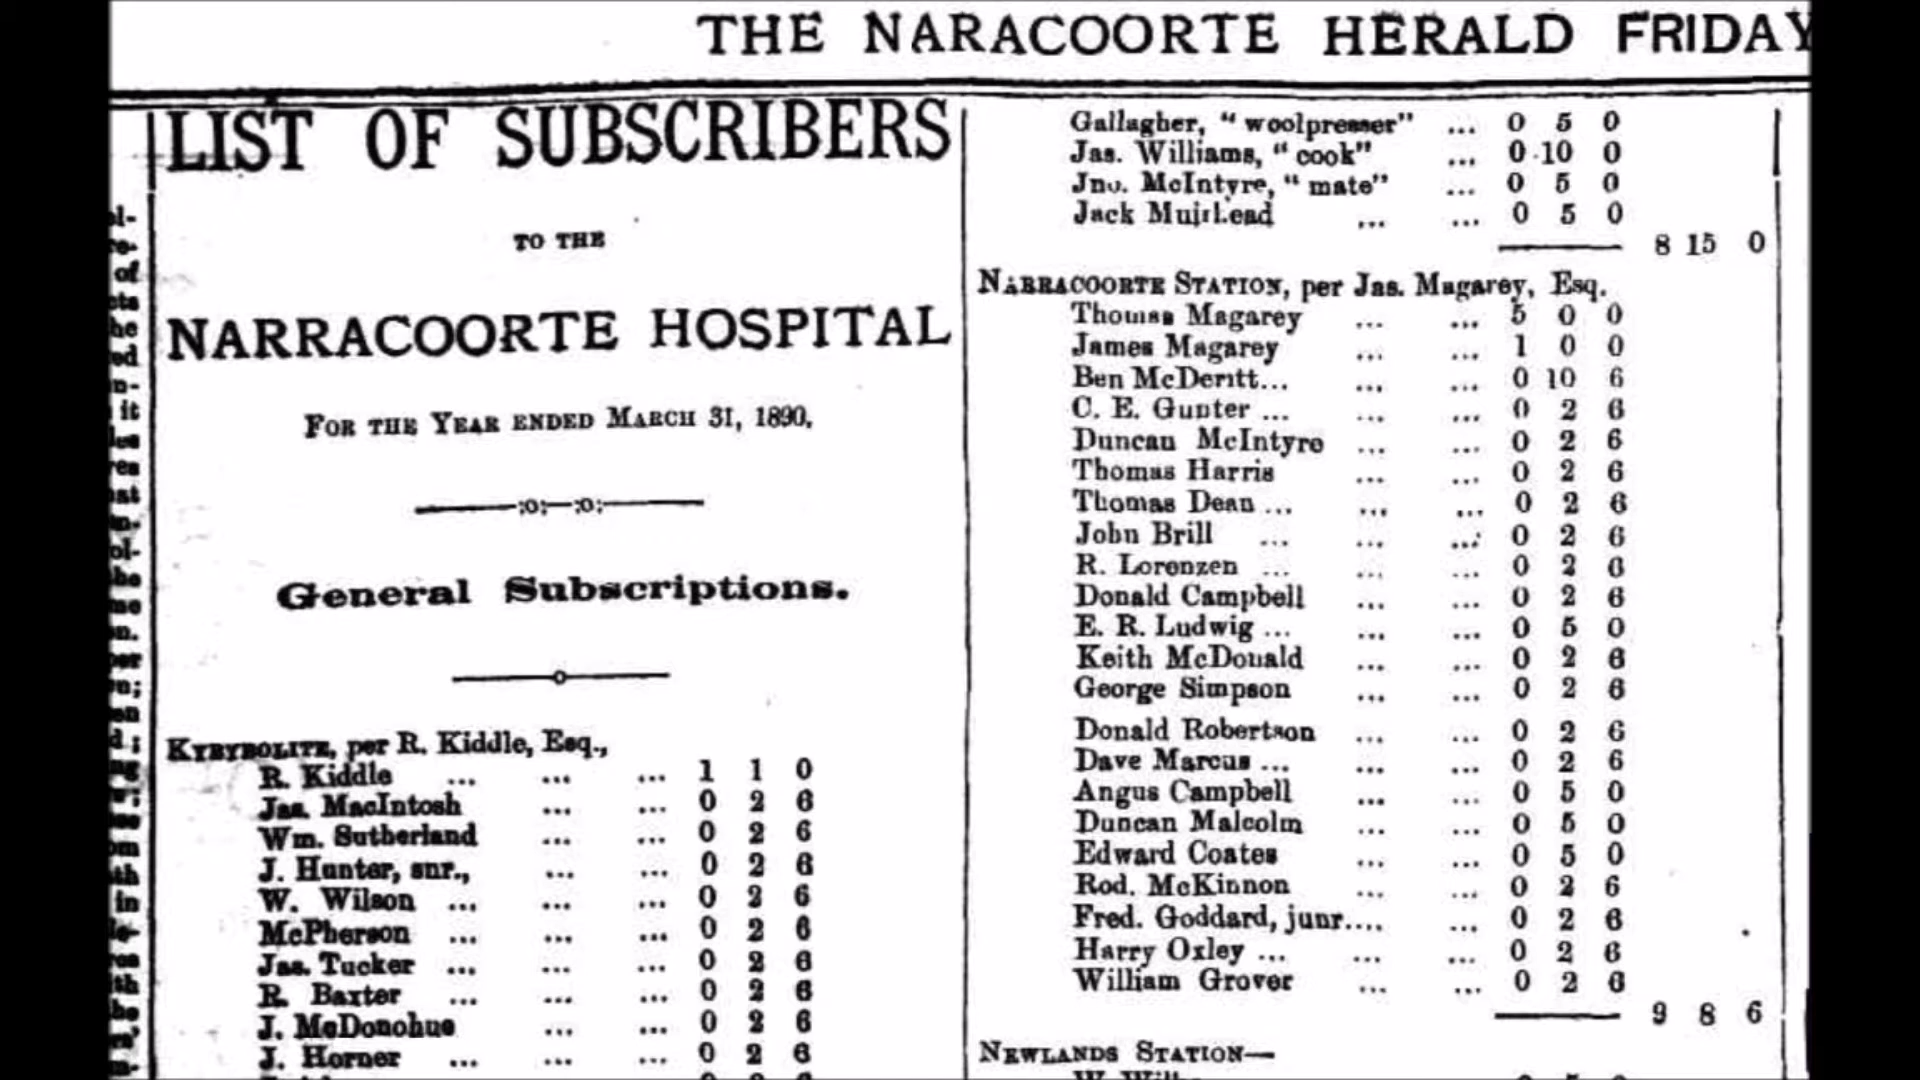 THE NARACOORTE HERALD FRIDAY
LIST OF SUBSCRIBERS
TO THE
NARRACOORTE HOSPITAL
FOR THE YEAR ENDED MARCH 31, 1890.
General Subscriptions.
KYBYBOLITE, per R. Kiddle, Esq.,
R. Kiddle ... ... ... 1 1 0
Jas. MacIntosh ... ... 0 2 6
Wm. Sutherland ... ... 0 2 6
J. Hunter, snr., ... ... 0 2 6
W. Wilson ... ... ... 0 2 6
McPherson ... ... ... 0 2 6
Jas. Tucker ... ... ... 0 2 6
R. Baxter ... ... ... 0 2 6
J. McDonohue ... ... 0 2 6
J. Horner ... ... ... 0 2 6
Gallagher, "woolpresser" ... 0 5 0
Jas. Williams, "cook" ... 0 10 0
Jno. McIntyre, "mate" ... 0 5 0
Jack Muirhead ... ... 0 5 0
8 15 0
NARRACOORTE STATION, per Jas. Magarey, Esq.
Thomas Magarey ... ... 5 0 0
James Magarey ... ... 1 0 0
Ben McDeritt... ... ... 0 10 6
C. E. Gunter ... ... ... 0 2 6
Duncan McIntyre ... ... 0 2 6
Thomas Harris ... ... 0 2 6
Thomas Dean ... ... ... 0 2 6
John Brill ... ... ... 0 2 6
R. Lorenzen ... ... ... 0 2 6
Donald Campbell ... ... 0 2 6
E. R. Ludwig ... ... ... 0 5 0
Keith McDonald ... ... 0 2 6
George Simpson ... ... 0 2 6
Donald Robertson ... ... 0 2 6
Dave Marcus ... ... ... 0 2 6
Angus Campbell ... ... 0 5 0
Duncan Malcolm ... ... 0 5 0
Edward Coates ... ... 0 5 0
Rod. McKinnon ... ... 0 2 6
Fred. Goddard, junr.... ... 0 2 6
Harry Oxley ... ... ... 0 2 6
William Grover ... ... 0 2 6
9 8 6
NEWLANDS STATION—